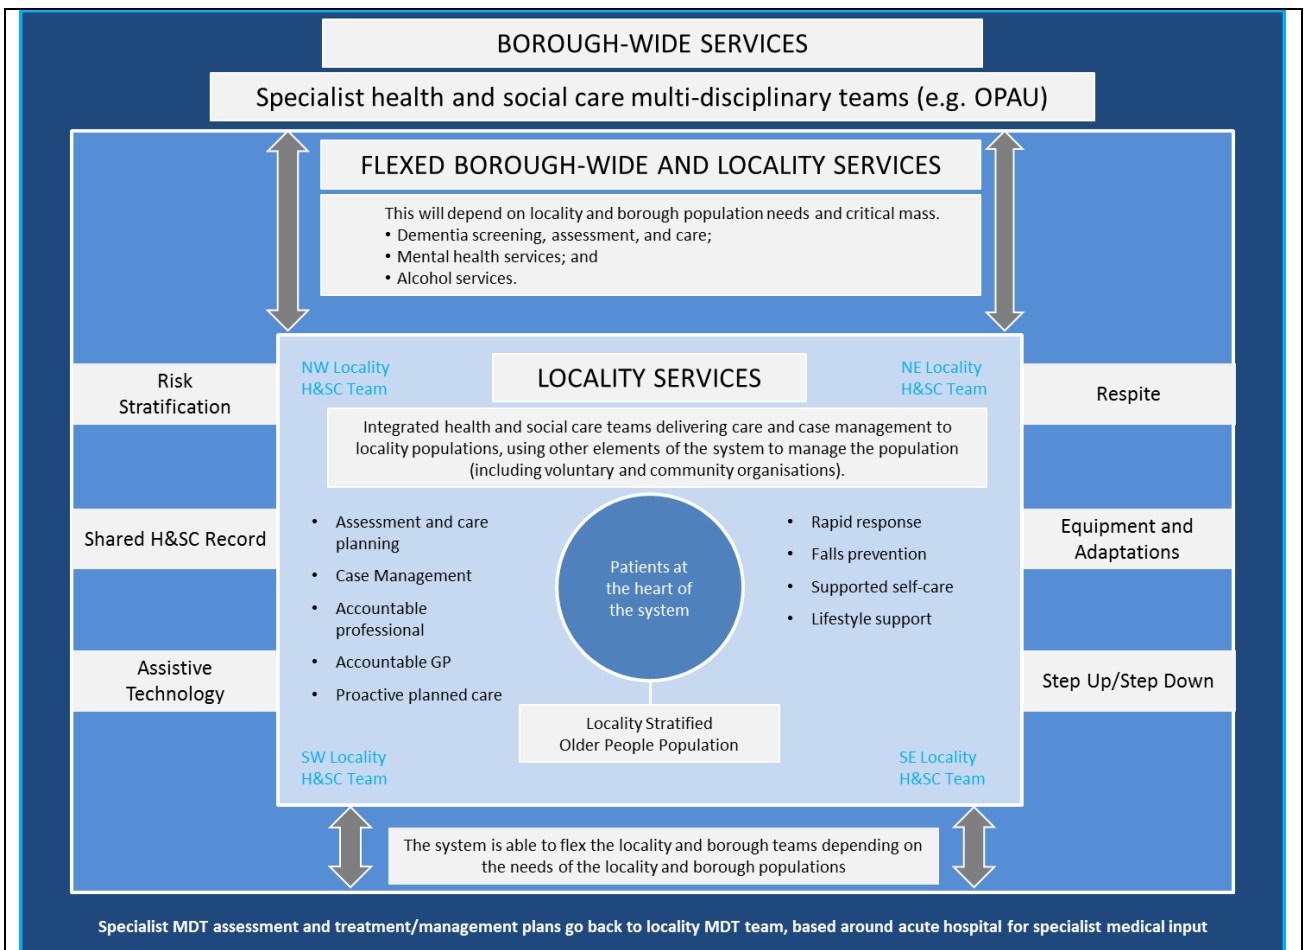 BOROUGH-WIDE SERVICES
Specialist health and social care multi-disciplinary teams (e.g. OPAU)
FLEXED BOROUGH-WIDE AND LOCALITY SERVICES
This will depend on locality and borough population needs and critical mass.
• Dementia screening, assessment, and care;
• Mental health services; and
• Alcohol services.
Risk
Stratification
Shared H&SC Record
Assistive
Technology
NW Locality
H&SC Team
LOCALITY SERVICES
NE Locality
H&SC Team
Integrated health and social care teams delivering care and case management to
locality populations, using other elements of the system to manage the population
(including voluntary and community organisations).
• Assessment and care
planning
• Case Management
• Accountable
professional
• Accountable GP
• Proactive planned care
Patients at
the heart of
the system
• Rapid response
• Falls prevention
• Supported self-care
• Lifestyle support
Locality Stratified
Older People Population
SW Locality
H&SC Team
SE Locality
H&SC Team
Respite
Equipment and
Adaptations
Step Up/Step Down
The system is able to flex the locality and borough teams depending on
the needs of the locality and borough populations
Specialist MDT assessment and treatment/management plans go back to locality MDT team, based around acute hospital for specialist medical input